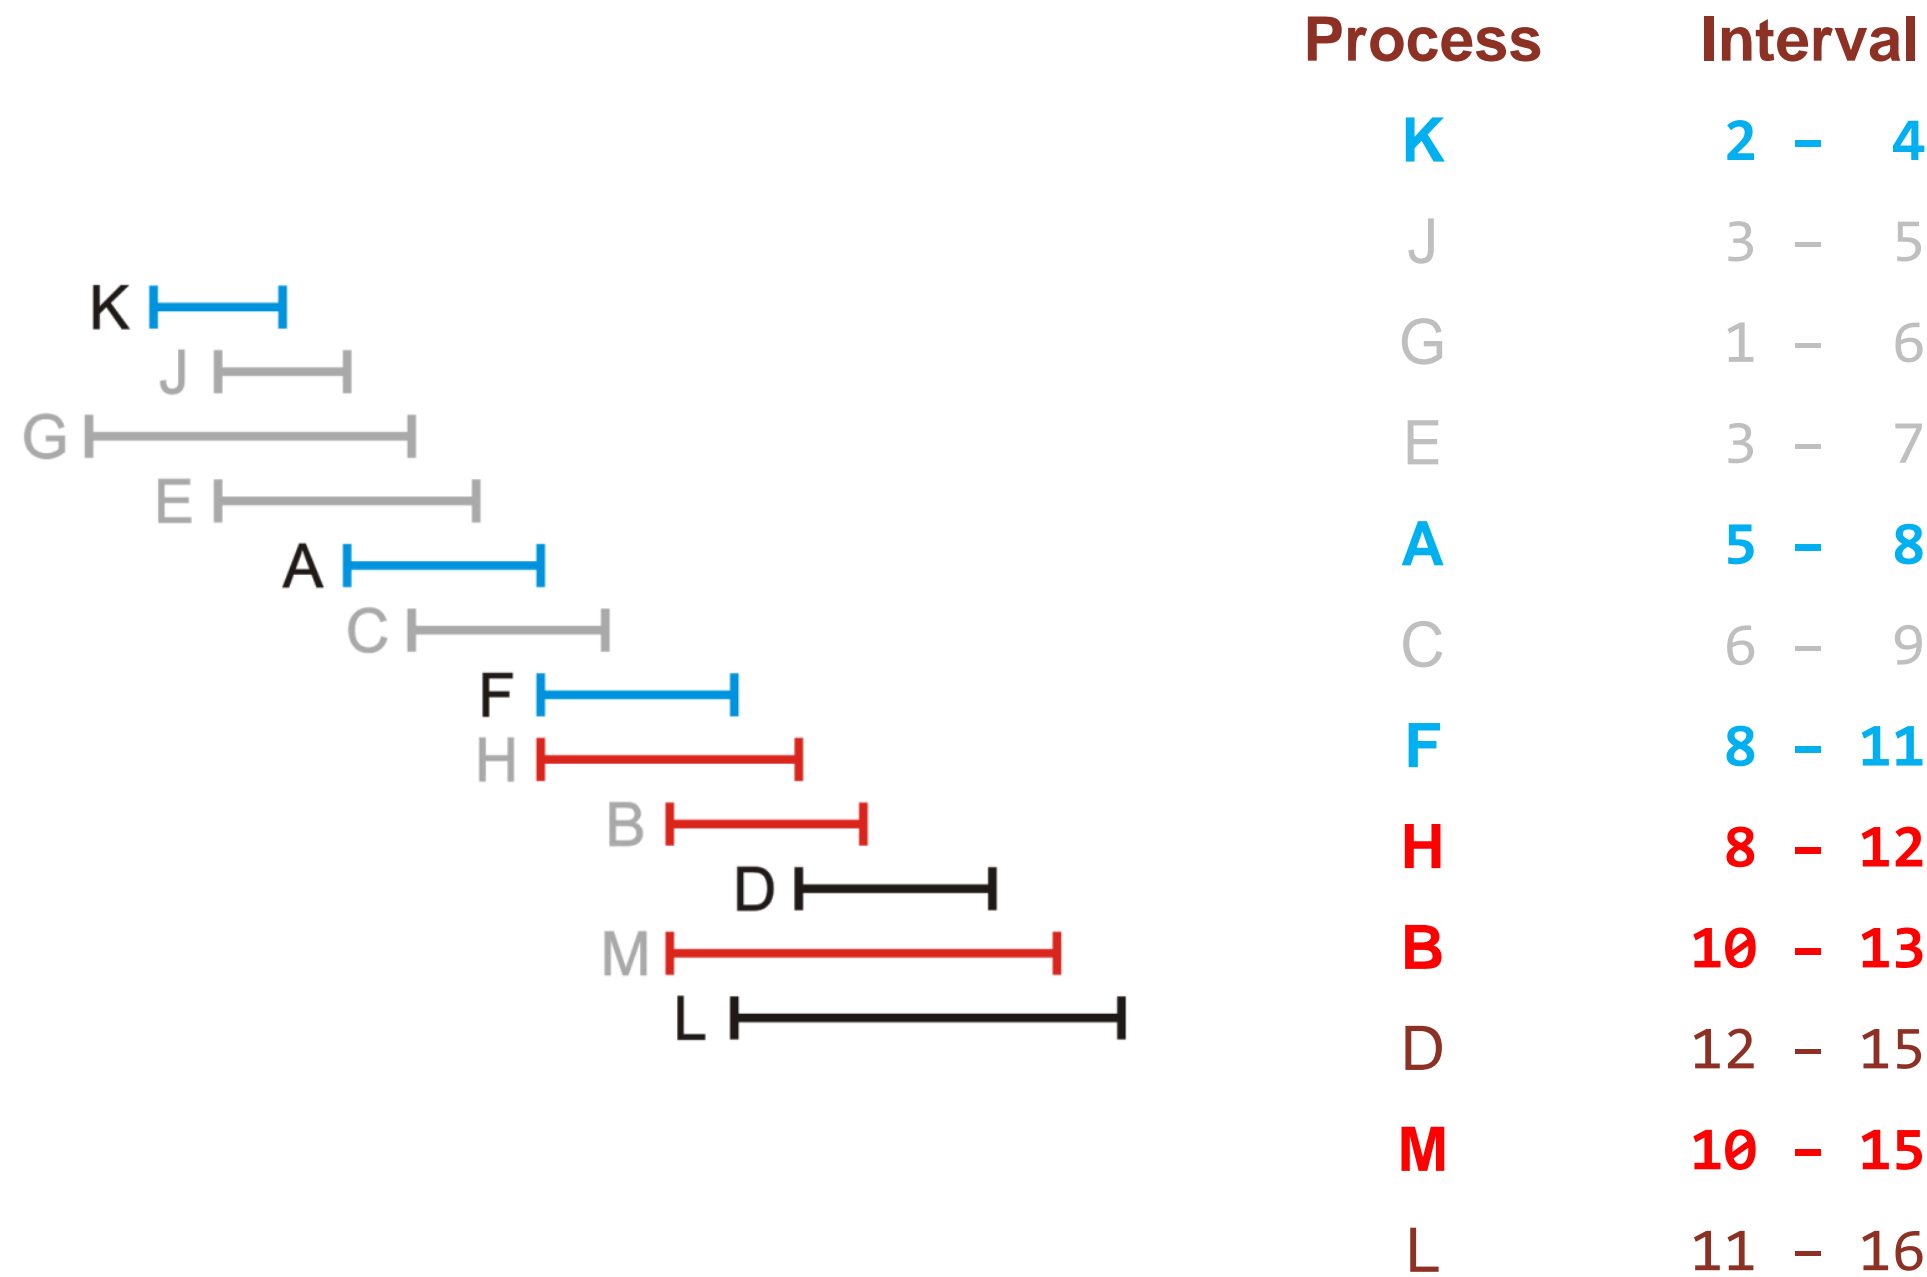 Process Interval
K 2 – 4
J 3 – 5
G 1 – 6
E 3 – 7
A 5 – 8
C 6 – 9
F 8 – 11
H 8 – 12
B 10 – 13
D 12 – 15
M 10 – 15
L 11 – 16
K
J
G
E
A
C
F
H
B
D
M
L